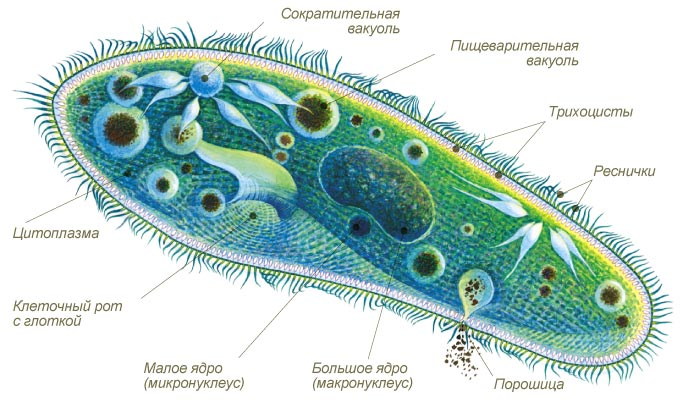 Сократительная
вакуоль
Пищеварительная
вакуоль
Трихоцисты
Реснички
Цитоплазма
Клеточный рот
с глоткой
Малое ядро
(микронуклеус)
Большое ядро
(макронуклеус)
Порошица